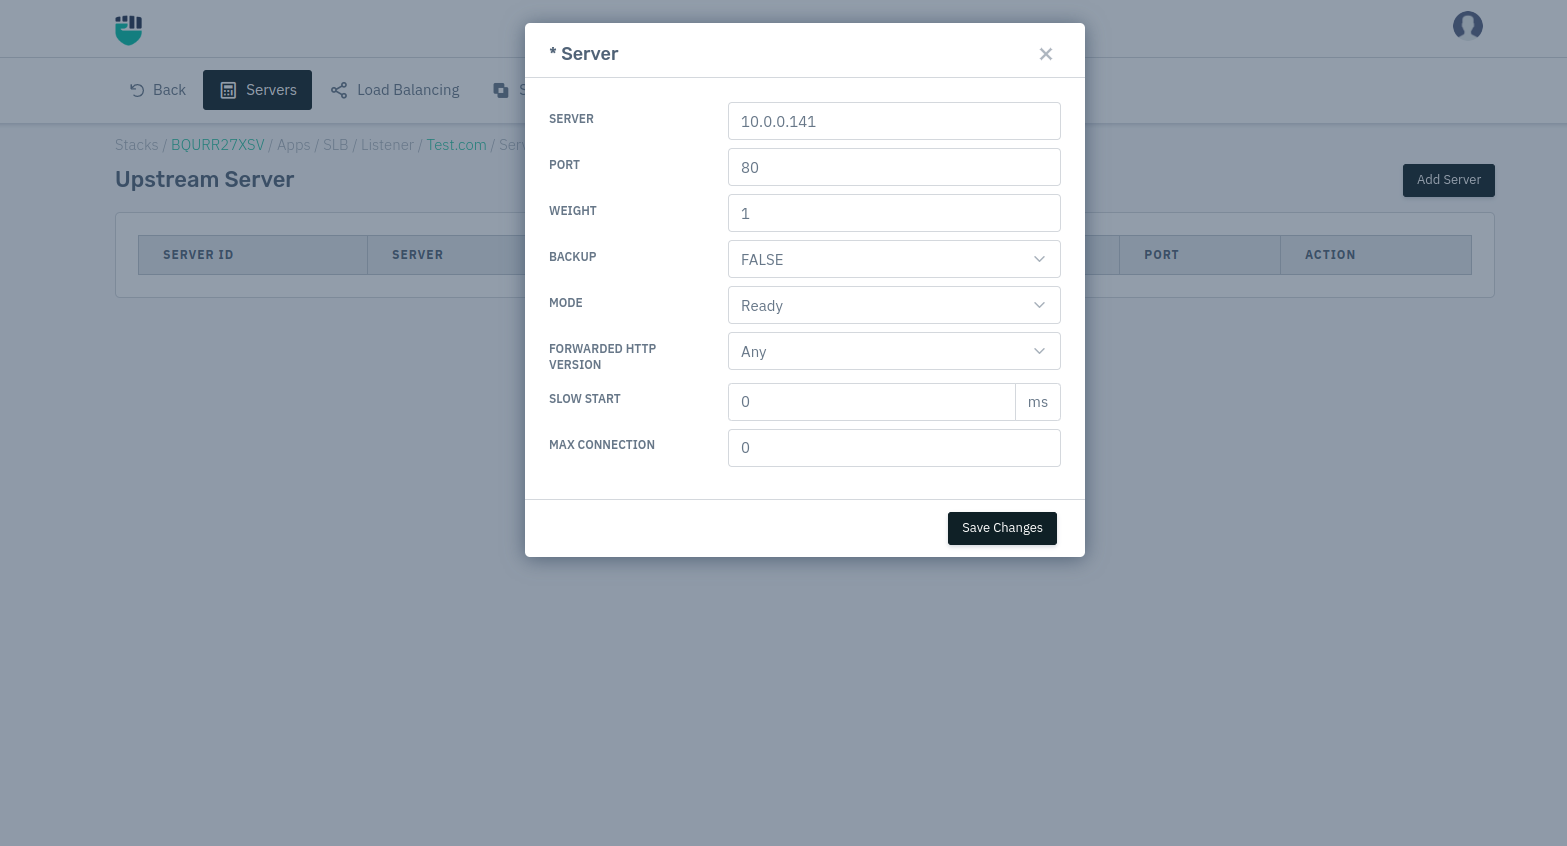 * Server
Back
Servers
Load Balancing
Stacks / BQURR27XSV / Apps / SLB / Listener / Test.com /
Upstream Server
Add Server
SERVER ID
SERVER
PORT
ACTION
SERVER
10.0.0.141
PORT
80
WEIGHT
1
BACKUP
FALSE
MODE
Ready
FORWARDED HTTP
VERSION
Any
SLOW START
0
ms
MAX CONNECTION
0
Save Changes